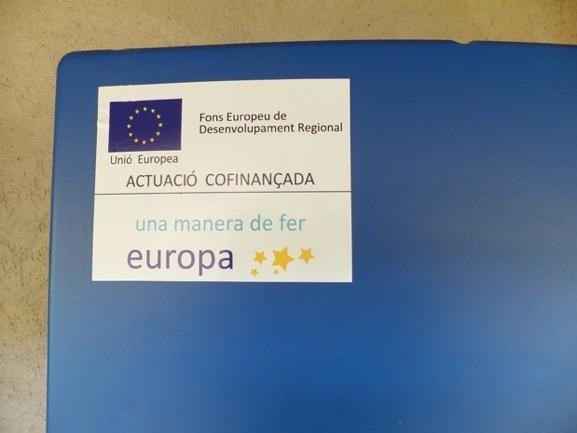 Fons Europeu de
Desenvolupament Regional
Unió Europea
ACTUACIÓ COFINANÇADA
una manera de fer
europa